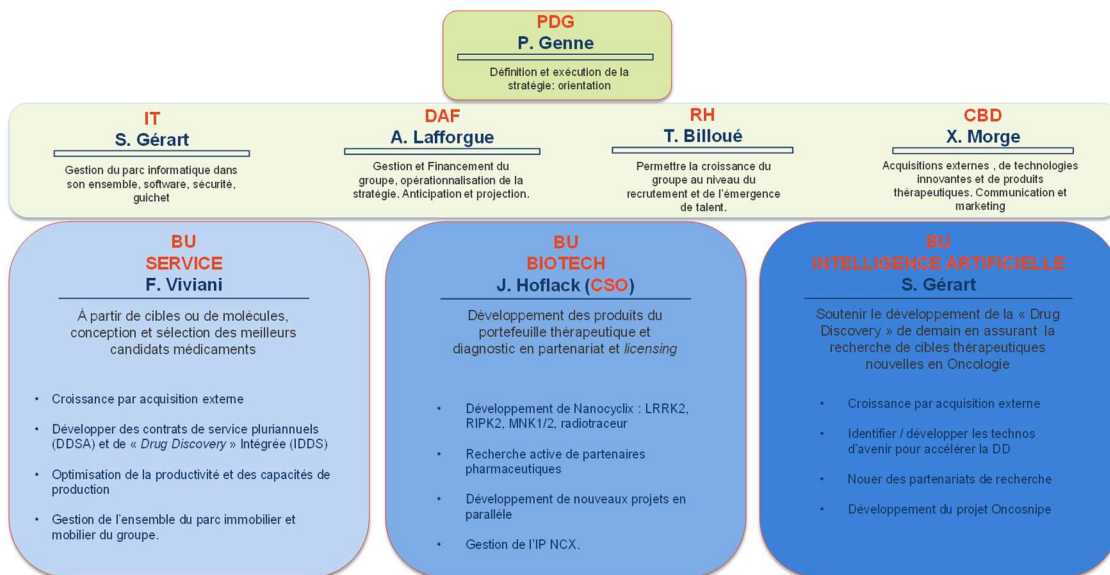 PDG
P. Genne
Définition et exécution de la
stratégie: orientation
IT
S. Gérart
Gestion du parc informatique dans
son ensemble, software, sécurité,
guichet
DAF
A. Lafforgue
Gestion et Financement du
groupe, opérationnalisation de la
stratégie. Anticipation et projection.
RH
T. Billoué
Permettre la croissance du
groupe au niveau du
recrutement et de l'émergence
de talent.
CBD
X. Morge
Acquisitions externes , de technologies
innovantes et de produits
thérapeutiques. Communication et
marketing
BU
SERVICE
F. Viviani
À partir de cibles ou de molécules,
conception et sélection des meilleurs
candidats médicaments
• Croissance par acquisition externe
• Développer des contrats de service pluriannuels
(DDSA) et de « Drug Discovery » Intégrée (IDDS)
• Optimisation de la productivité et des capacités de
production
• Gestion de l'ensemble du parc immobilier et
mobilier du groupe.
BU
BIOTECH
J. Hoflack (CSO)
Développement des produits du
portefeuille thérapeutique et
diagnostic en partenariat et licensing
• Développement de Nanocyclix : LRRK2,
RIPK2, MNK1/2, radiotraceur
• Recherche active de partenaires
pharmaceutiques
• Développement de nouveaux projets en
parallèle
• Gestion de l'IP NCX.
BU
INTELLIGENCE ARTIFICIELLE
S. Gérart
Soutenir le développement de la « Drug
Discovery » de demain en assurant la
recherche de cibles thérapeutiques
nouvelles en Oncologie
• Croissance par acquisition externe
• Identifier / développer les technos
d'avenir pour accélérer la DD
• Nouer des partenariats de recherche
• Développement du projet Oncosnipe